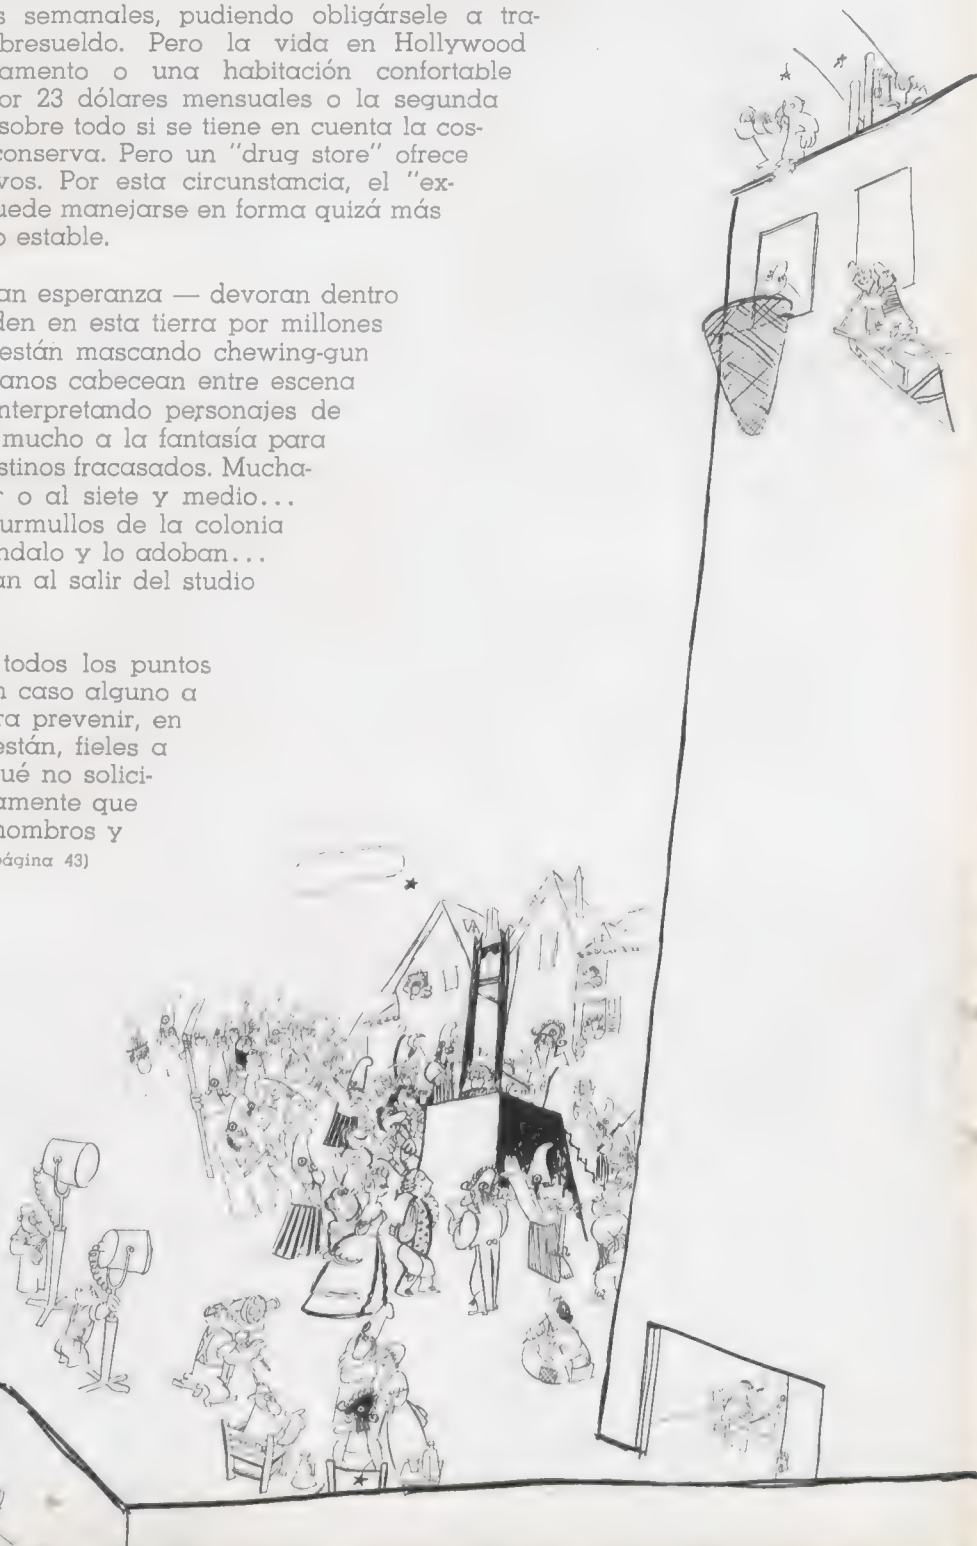 s semanales, pudiendo obligársele a tra-
bresueldo. Pero la vida en Hollywood
amento o una habitación confortable
or 23 dólares mensuales o la segunda
sobre todo si se tiene en cuenta la cos-
conserva. Pero un "drug store" ofrece
vos. Por esta circunstancia, el "ex-
uede manejarse en forma quizá más
o estable.
an esperanza — devoran dentro
den en esta tierra por millones
están mascando chewing-gun
anos cabecean entre escena
nterpretando personajes de
mucho a la fantasía para
stinos fracasados. Mucha-
r o al siete y medio...
urmullos de la colonia
ndalo y lo adoban...
an al salir del studio
todos los puntos
n caso alguno a
ra prevenir, en
están, fieles a
ué no solici-
amente que
hombros y
página 43)